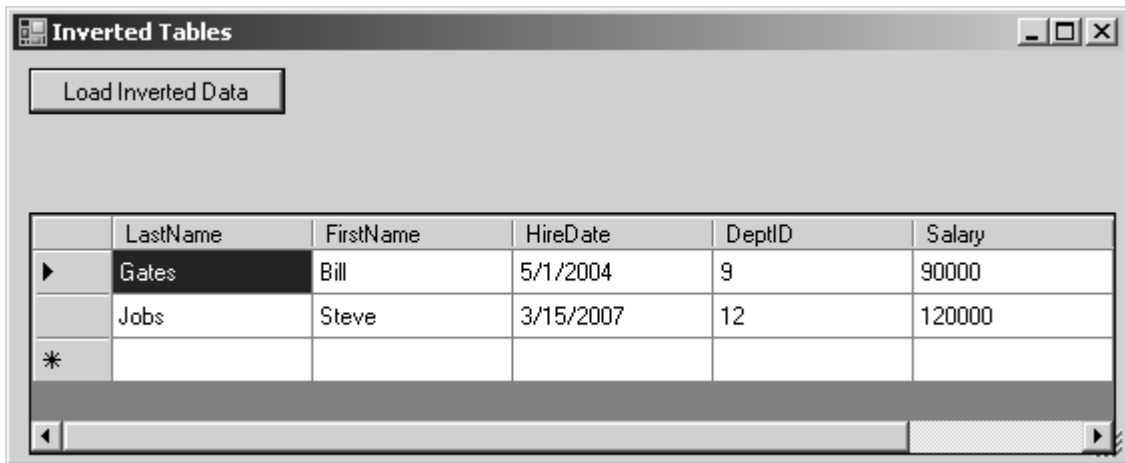 Inverted Tables
Load Inverted Data
LastName FirstName HireDate DeptID Salary
Gates Bill 5/1/2004 9 90000
Jobs Steve 3/15/2007 12 120000